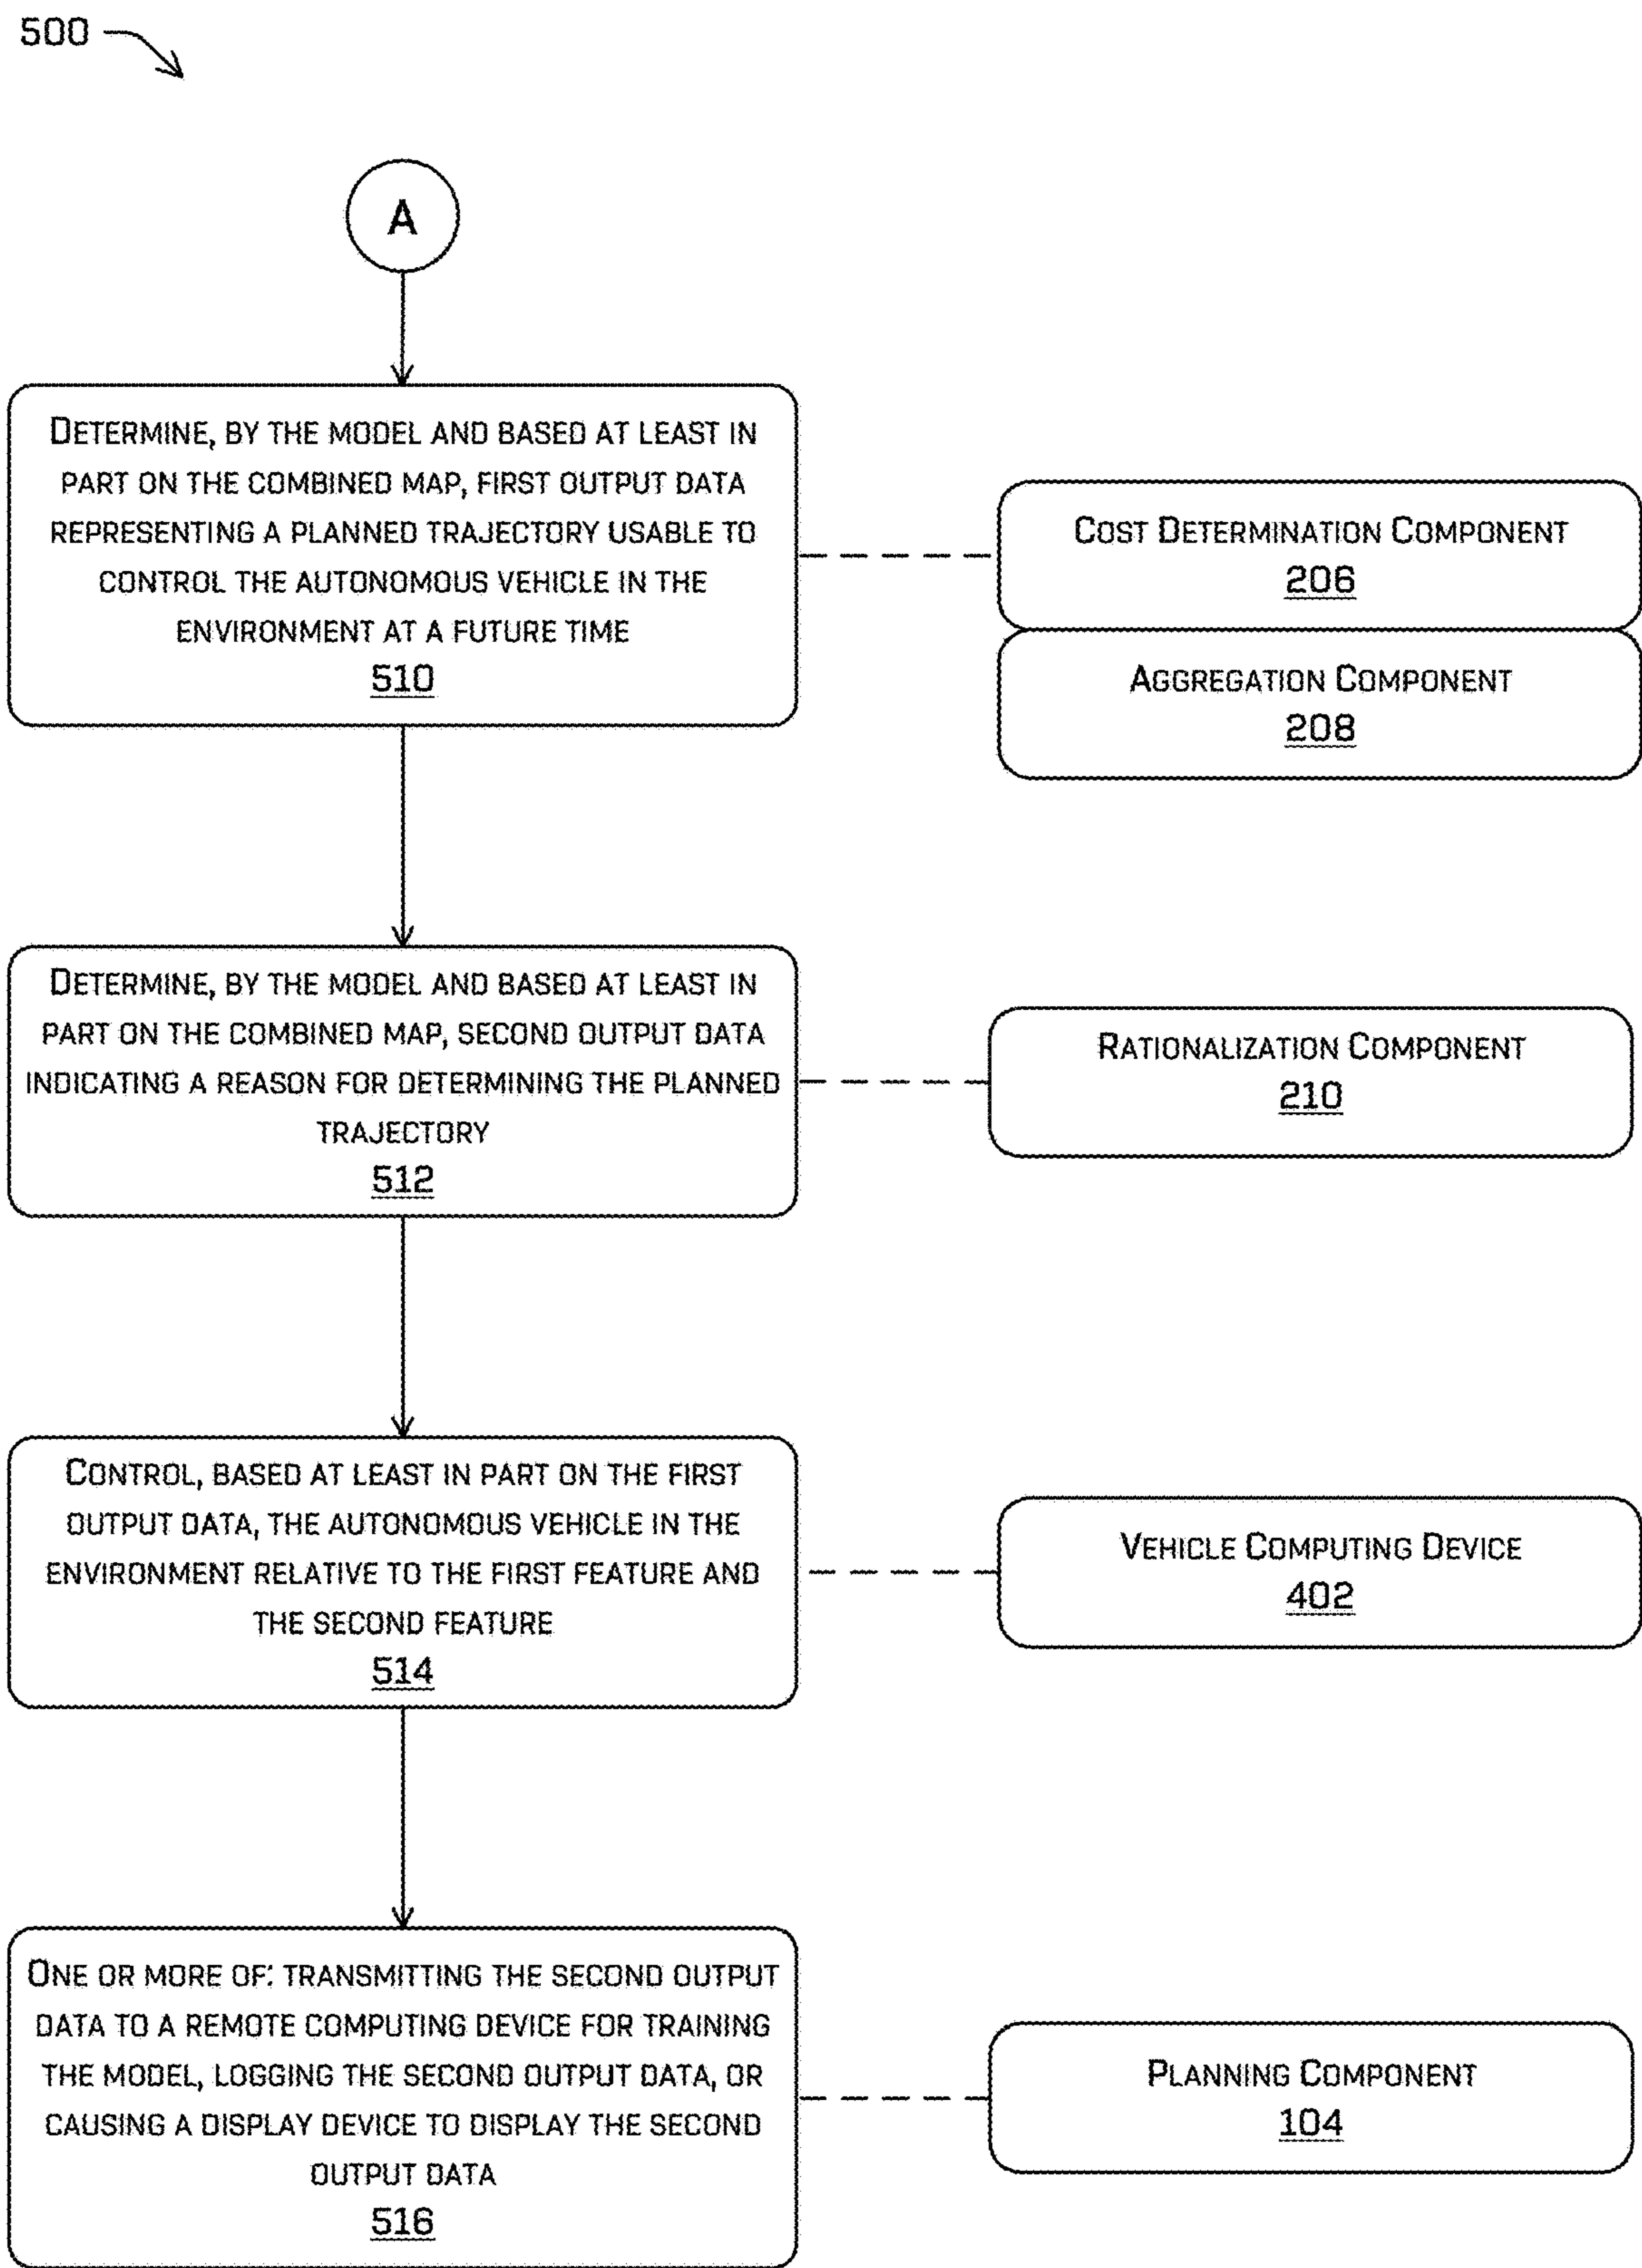 500
A
DETERMINE, BY THE MODEL AND BASED AT LEAST IN
PART ON THE COMBINED MAP, FIRST OUTPUT DATA
REPRESENTING A PLANNED TRAJECTORY USABLE TO
CONTROL THE AUTONOMOUS VEHICLE IN THE
ENVIRONMENT AT A FUTURE TIME
510
COST DETERMINATION COMPONENT
206
AGGREGATION COMPONENT
208
DETERMINE, BY THE MODEL AND BASED AT LEAST IN
PART ON THE COMBINED MAP, SECOND OUTPUT DATA
INDICATING A REASON FOR DETERMINING THE PLANNED
TRAJECTORY
512
RATIONALIZATION COMPONENT
210
CONTROL, BASED AT LEAST IN PART ON THE FIRST
OUTPUT DATA, THE AUTONOMOUS VEHICLE IN THE
ENVIRONMENT RELATIVE TO THE FIRST FEATURE AND
THE SECOND FEATURE
514
VEHICLE COMPUTING DEVICE
402
ONE OR MORE OF: TRANSMITTING THE SECOND OUTPUT
DATA TO A REMOTE COMPUTING DEVICE FOR TRAINING
THE MODEL, LOGGING THE SECOND OUTPUT DATA, OR
CAUSING A DISPLAY DEVICE TO DISPLAY THE SECOND
OUTPUT DATA
516
PLANNING COMPONENT
104